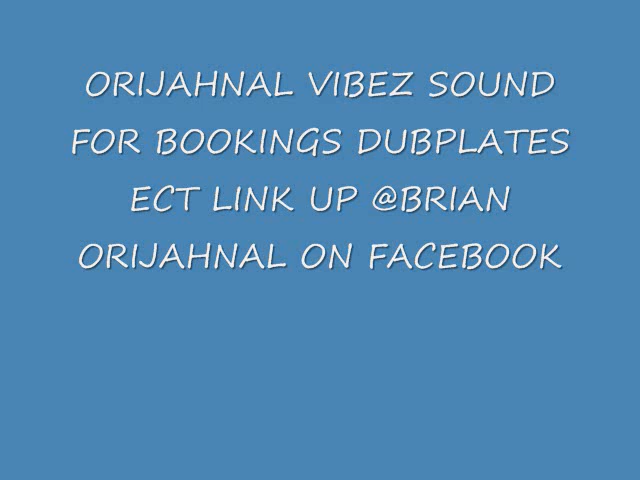 ORIJAHNAL VIBEZ SOUND
FOR BOOKINGS DUBPLATES
ECT LINK UP @BRIAN
ORIJAHNAL ON FACEBOOK